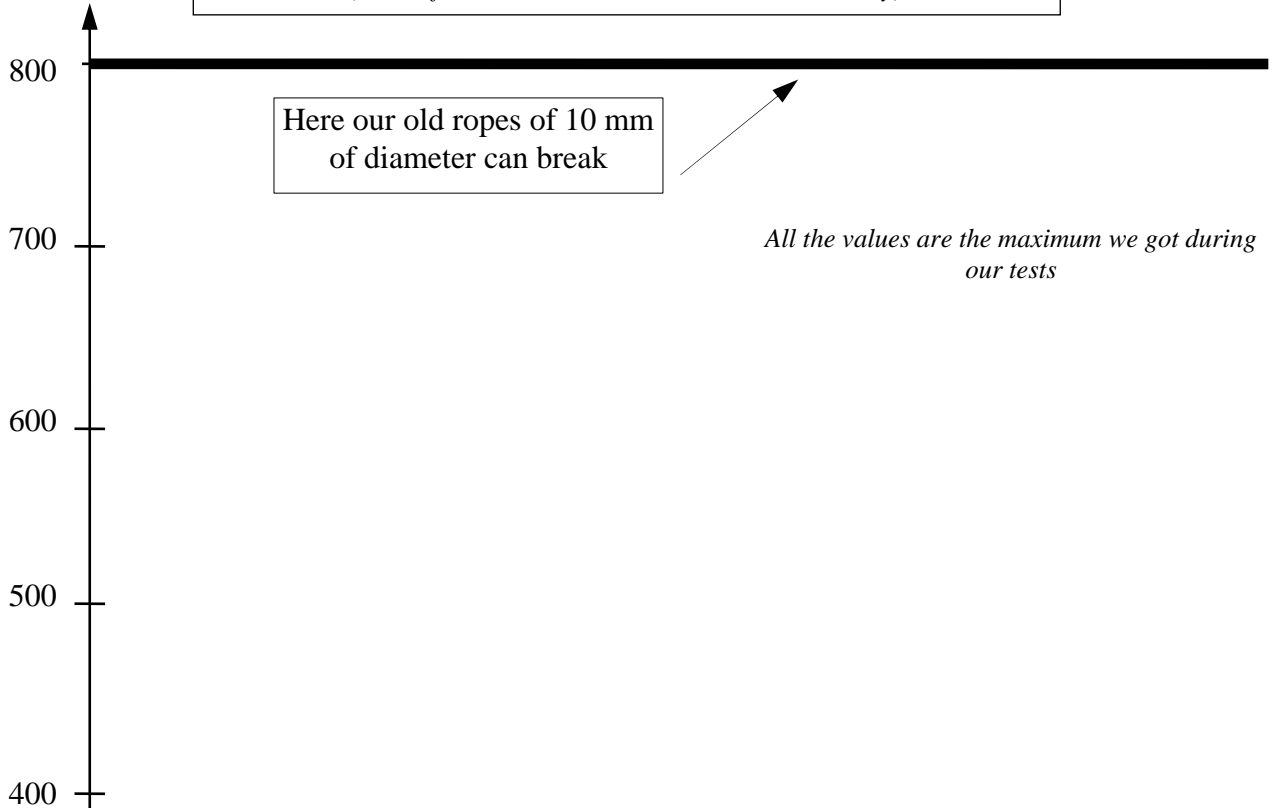 800
Here our old ropes of 10 mm
of diameter can break
700
All the values are the maximum we got during
our tests
600
500
400